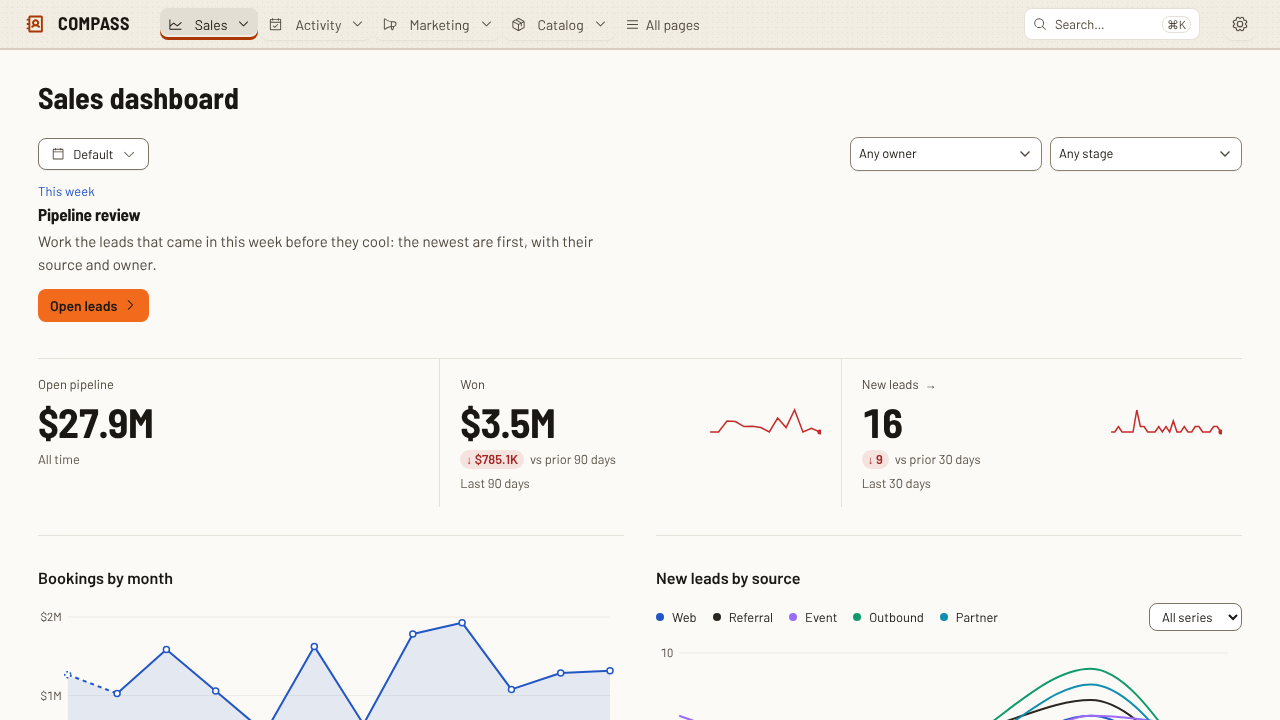 COMPASS
Sales
Activity
Marketing
Catalog
All pages
Search...
⌘K
Sales dashboard
Default
Any owner
Any stage
This week
Pipeline review
Work the leads that came in this week before they cool: the newest are first, with their
source and owner.
Open leads
Open pipeline
$27.9M
All time
Won
$3.5M
↓ $785.1K vs prior 90 days
Last 90 days
New leads →
16
↓ 9 vs prior 30 days
Last 30 days
Bookings by month
$2M
$1M
New leads by source
Web
Referral
Event
Outbound
Partner
All series
10